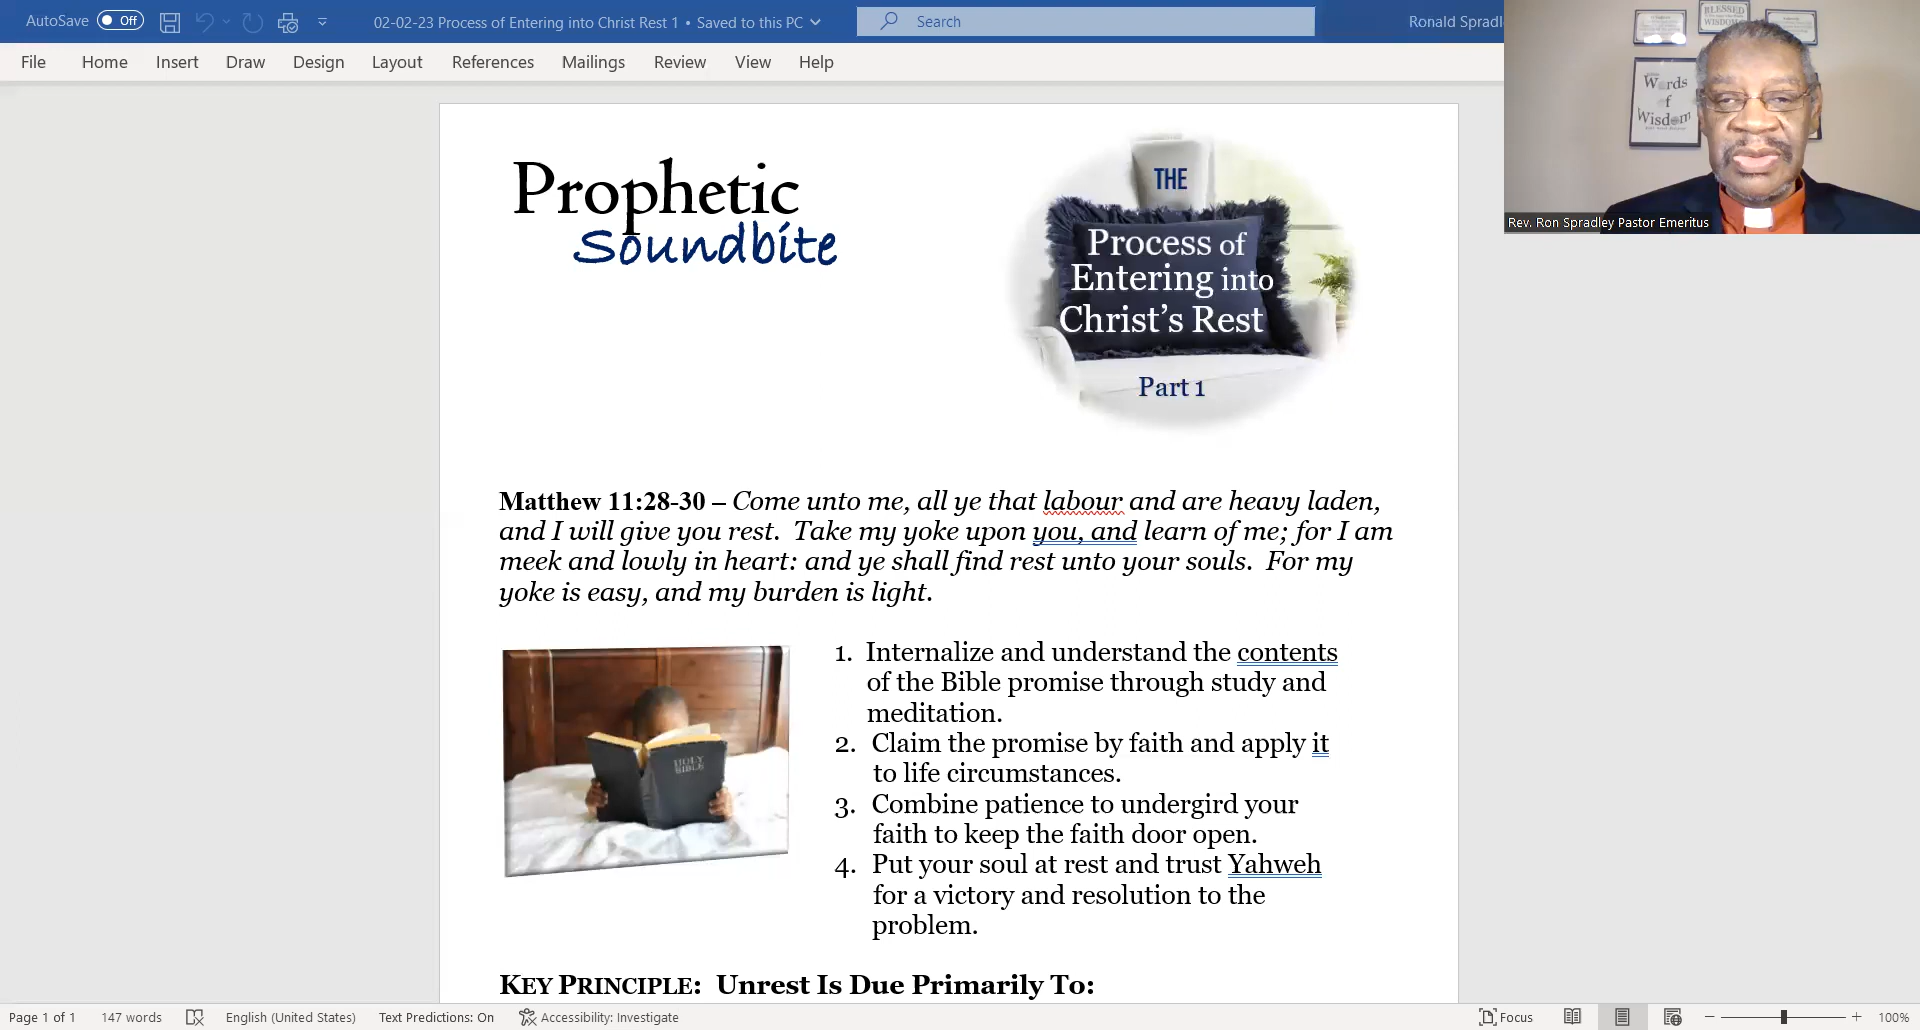 AutoSave Off 02-02-23 Process of Entering into Christ Rest 1 • Saved to this PC Search Ronald
File Home Insert Draw Design Layout References Mailings Review View Help
BLESSED
WISDOM
Words
of
Wisdom
Rev. Ron Spradley Pastor Emeritus
Prophetic
Soundbite
THE
Process of
Entering into
Christ's Rest
Part 1
Matthew 11:28-30 – Come unto me, all ye that labour and are heavy laden,
and I will give you rest. Take my yoke upon you, and learn of me; for I am
meek and lowly in heart: and ye shall find rest unto your souls. For my
yoke is easy, and my burden is light.
HOLY
BIBLE
1. Internalize and understand the contents
of the Bible promise through study and
meditation.
2. Claim the promise by faith and apply it
to life circumstances.
3. Combine patience to undergird your
faith to keep the faith door open.
4. Put your soul at rest and trust Yahweh
for a victory and resolution to the
problem.
KEY PRINCIPLE: Unrest Is Due Primarily To:
Page 1 of 1 147 words English (United States) Text Predictions: On Accessibility: Investigate Focus 100%